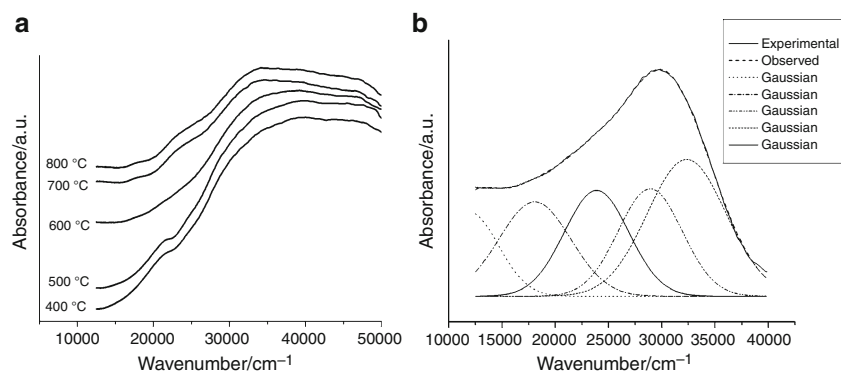 a
Absorbance/a.u.
800 °C
700 °C
600 °C
500 °C
400 °C
10000 20000 30000 40000 50000
Wavenumber/cm⁻¹
b
Experimental
Observed
Gaussian
Gaussian
Gaussian
Gaussian
Gaussian
Absorbance/a.u.
10000 15000 20000 25000 30000 35000 40000
Wavenumber/cm⁻¹